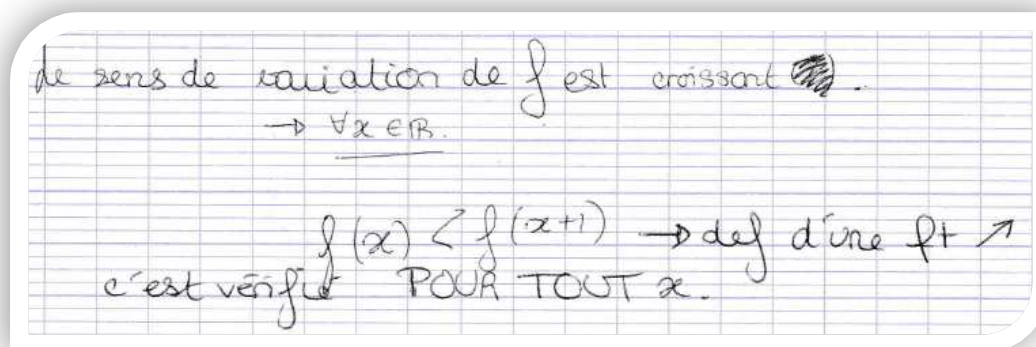 Le sens de variation de f est croissant .
→ ∀x ∈ ℝ.
f(x) < f(x+1) → def d'une ft ↗
c'est vérifié POUR TOUT x.